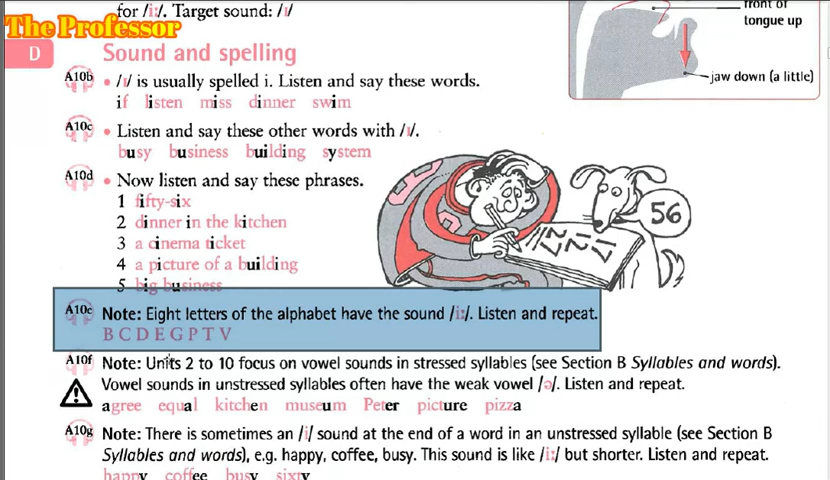 for /iː/. Target sound: /ɪ/
The Professor
D Sound and spelling
A10b • /ɪ/ is usually spelled i. Listen and say these words.
if listen miss dinner swim
A10c • Listen and say these other words with /ɪ/.
busy business building system
A10d • Now listen and say these phrases.
1 fifty-six
2 dinner in the kitchen
3 a cinema ticket
4 a picture of a building
5 big business
A10e Note: Eight letters of the alphabet have the sound /iː/. Listen and repeat.
B C D E G P T V
A10f Note: Units 2 to 10 focus on vowel sounds in stressed syllables (see Section B Syllables and words).
Vowel sounds in unstressed syllables often have the weak vowel /ə/. Listen and repeat.
agree equal kitchen museum Peter picture pizza
A10g Note: There is sometimes an /i/ sound at the end of a word in an unstressed syllable (see Section B
Syllables and words), e.g. happy, coffee, busy. This sound is like /iː/ but shorter. Listen and repeat.
happy coffee busy sixty
front of
tongue up
jaw down (a little)
56
27
12
17